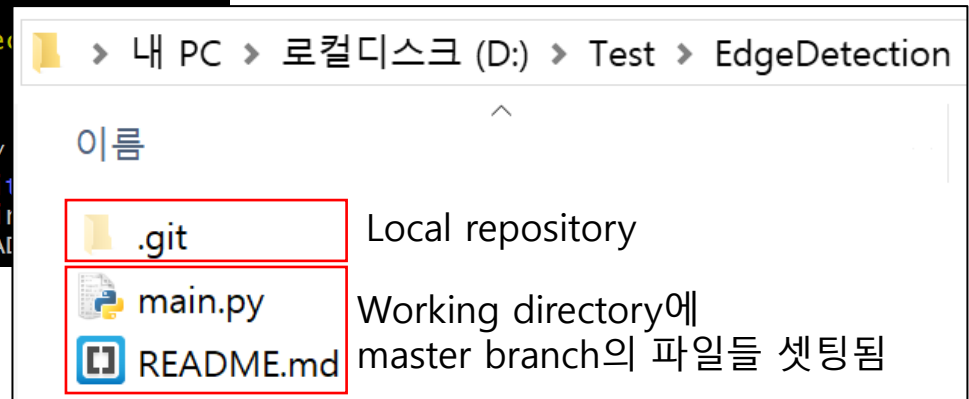 내 PC > 로컬디스크 (D:) > Test > EdgeDetection
이름
.git
Local repository
main.py
README.md
Working directory에
master branch의 파일들 셋팅됨